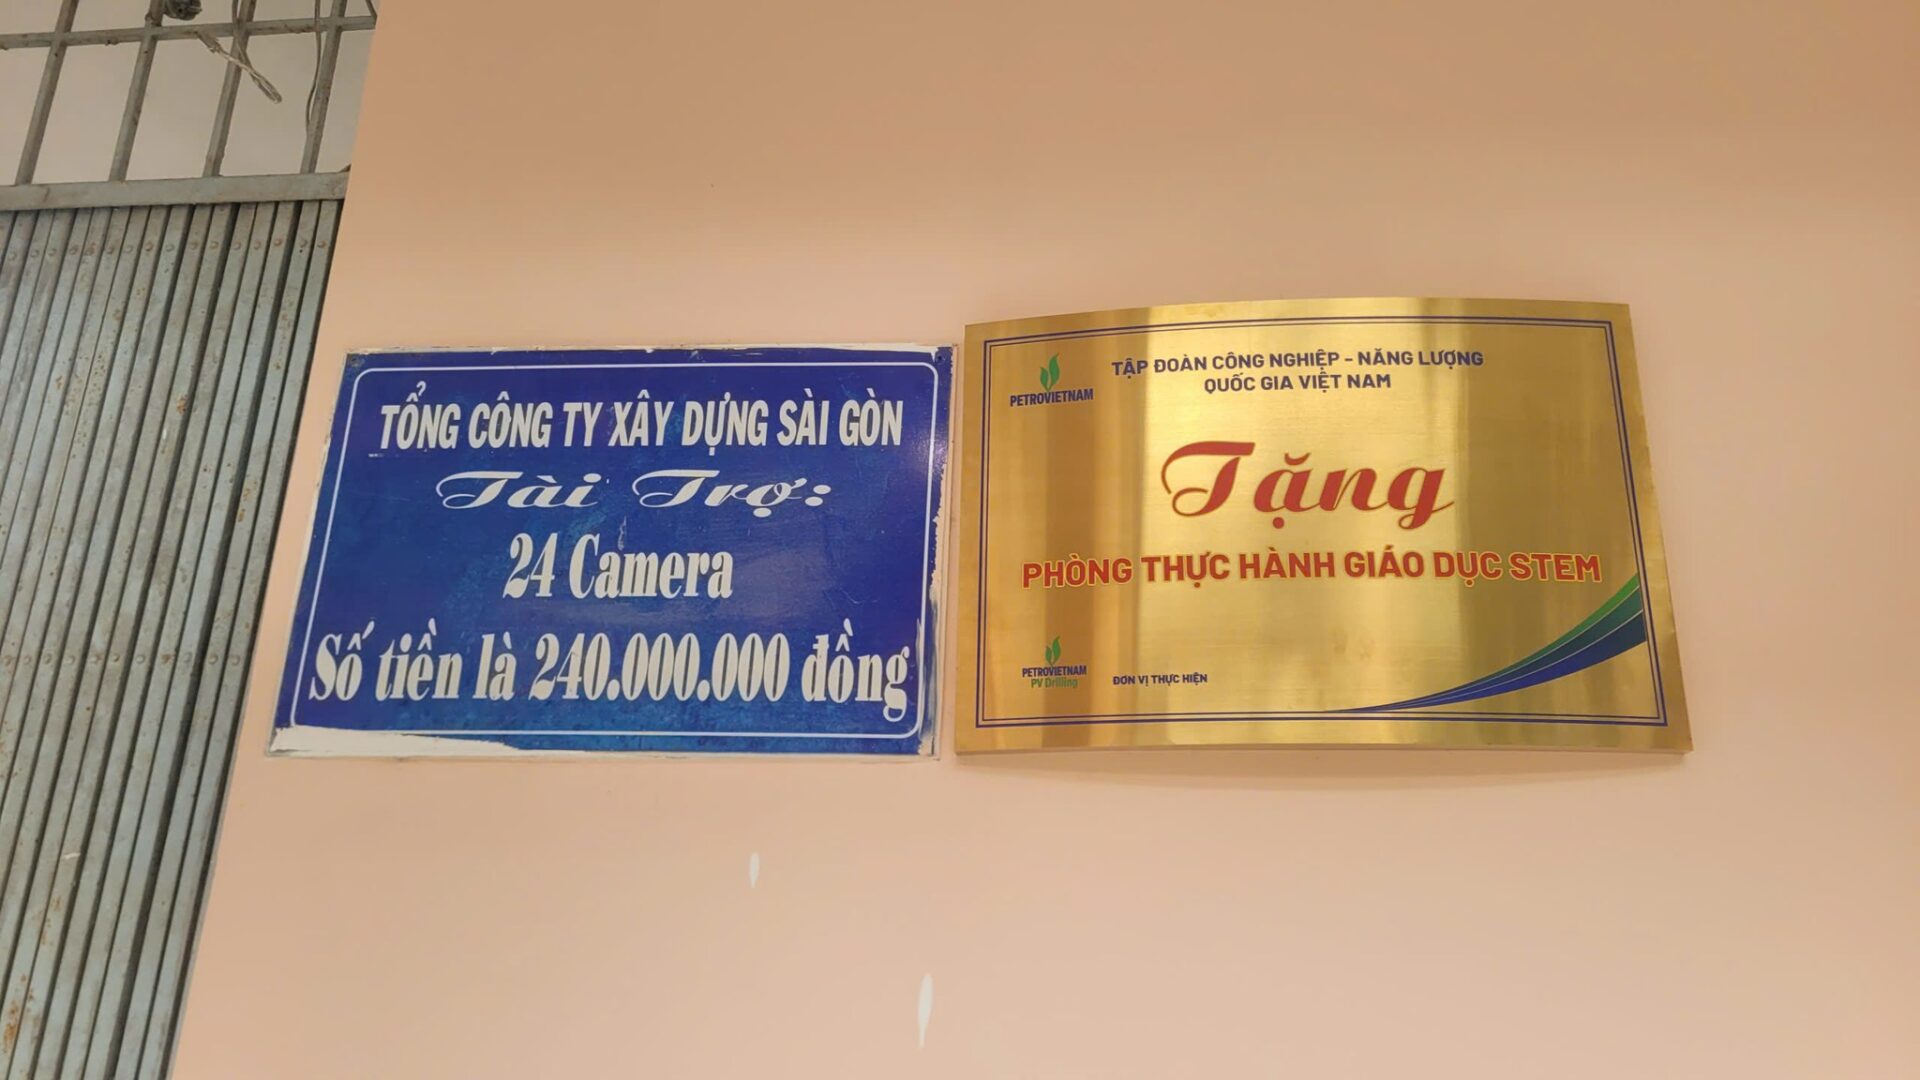 TỔNG CÔNG TY XÂY DỰNG SÀI GÒN
Tài Trợ:
24 Camera
Số tiền là 240.000.000 đồng
PETROVIETNAM
TẬP ĐOÀN CÔNG NGHIỆP - NĂNG LƯỢNG
QUỐC GIA VIỆT NAM
Tặng
PHÒNG THỰC HÀNH GIÁO DỤC STEM
PETROVIETNAM
PV Drilling
ĐƠN VỊ THỰC HIỆN